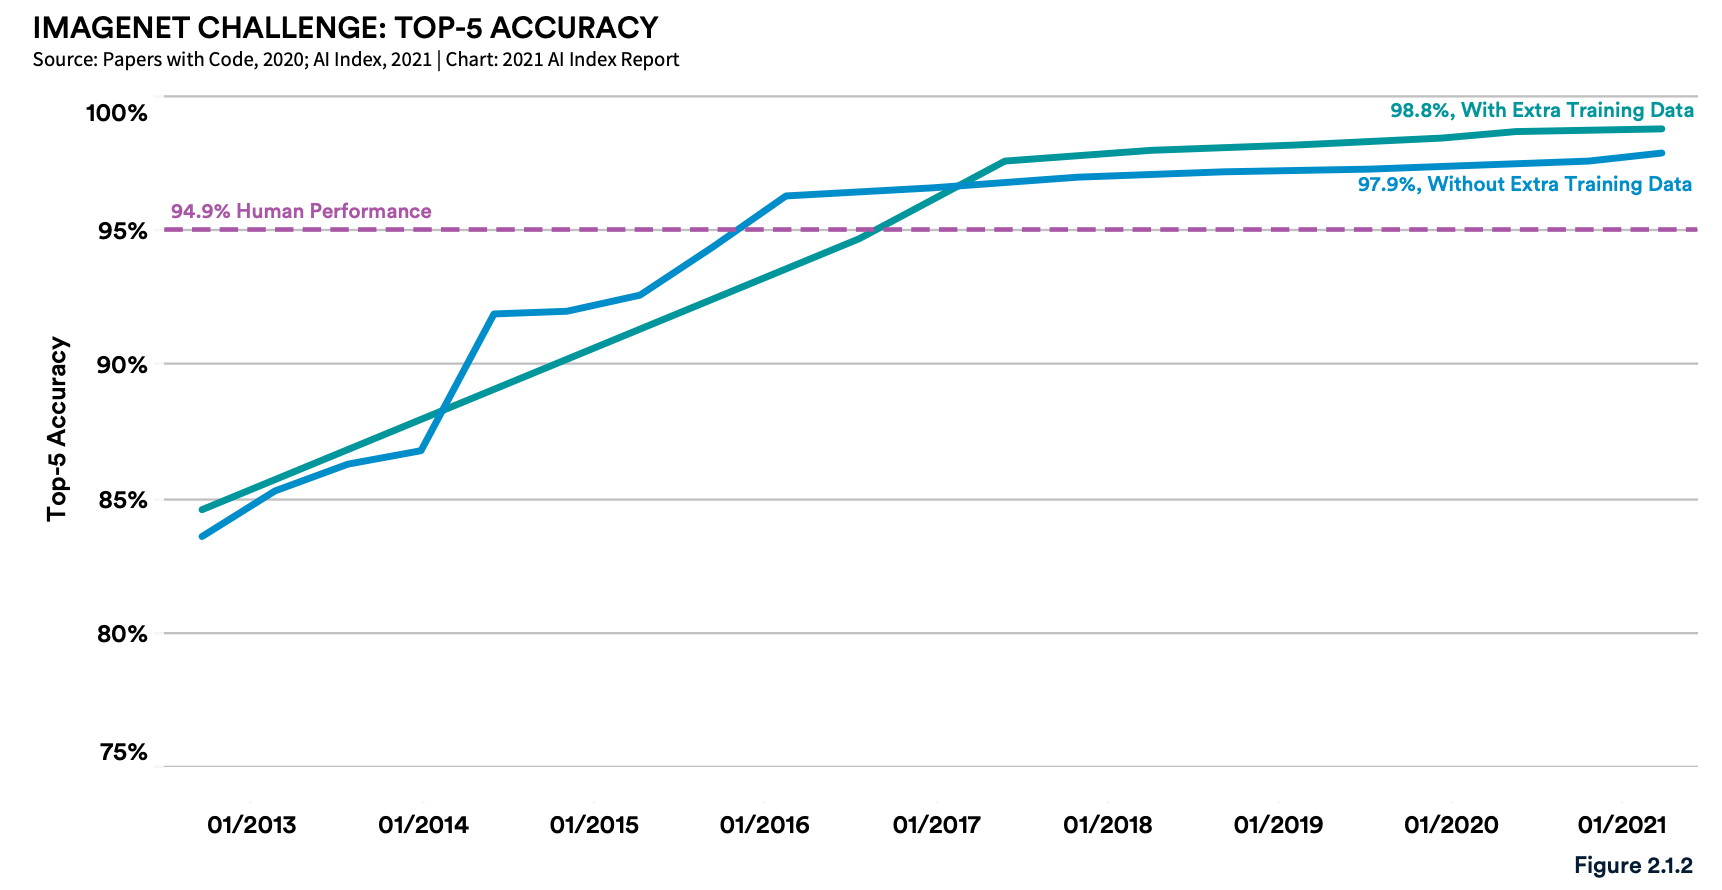 IMAGENET CHALLENGE: TOP-5 ACCURACY
Source: Papers with Code, 2020; AI Index, 2021 | Chart: 2021 AI Index Report
100%
98.8%, With Extra Training Data
97.9%, Without Extra Training Data
94.9% Human Performance
95%
Top-5 Accuracy
90%
85%
80%
75%
01/2013 01/2014 01/2015 01/2016 01/2017 01/2018 01/2019 01/2020 01/2021
Figure 2.1.2